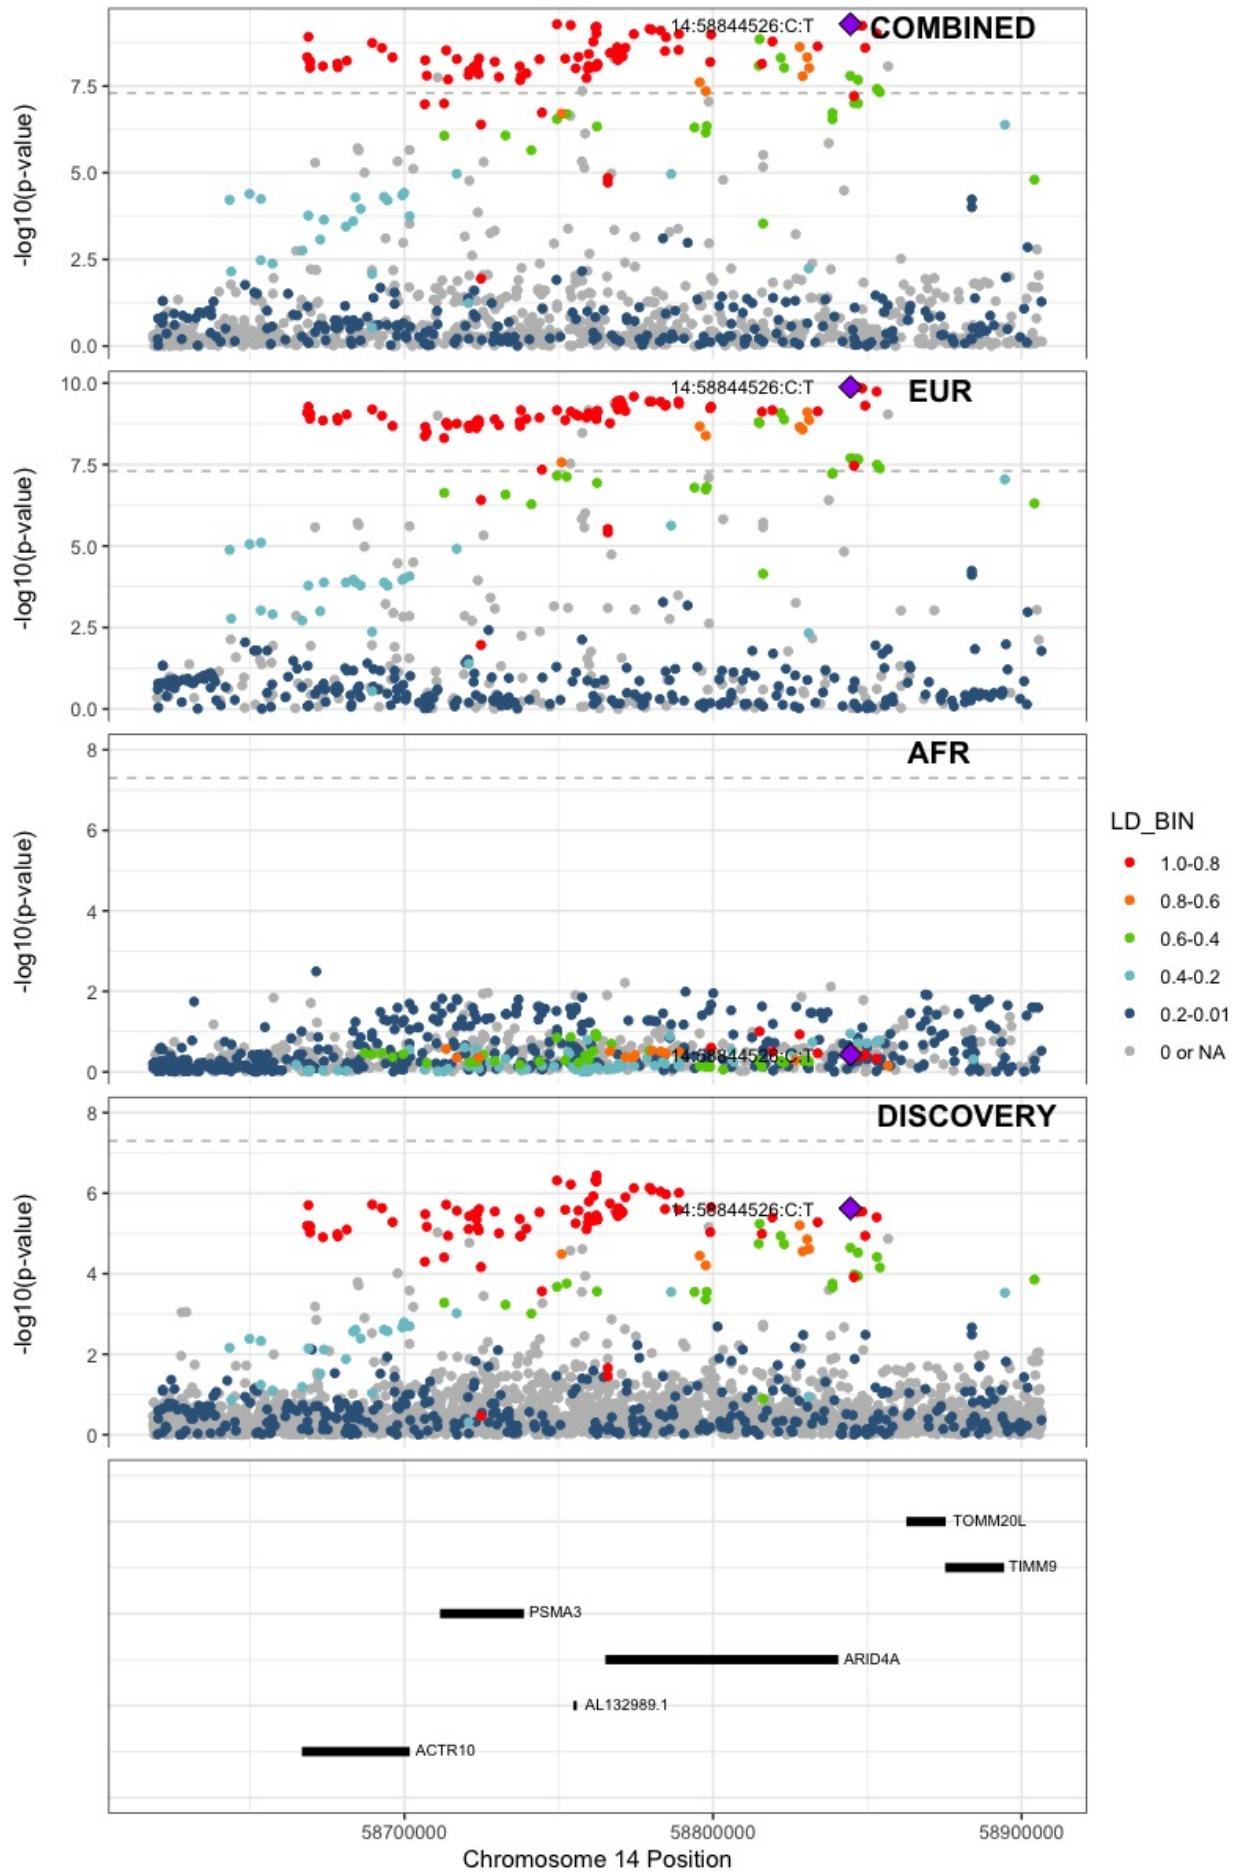 COMBINED
14:58844526:C:T
-log10(p-value)
7.5
5.0
2.5
0.0
EUR
14:58844526:C:T
-log10(p-value)
10.0
7.5
5.0
2.5
0.0
AFR
14:58844526:C:T
-log10(p-value)
8
6
4
2
0
LD_BIN
1.0-0.8
0.8-0.6
0.6-0.4
0.4-0.2
0.2-0.01
0 or NA
DISCOVERY
14:58844526:C:T
-log10(p-value)
8
6
4
2
0
TOMM20L
TIMM9
PSMA3
ARID4A
AL132989.1
ACTR10
58700000 58800000 58900000
Chromosome 14 Position